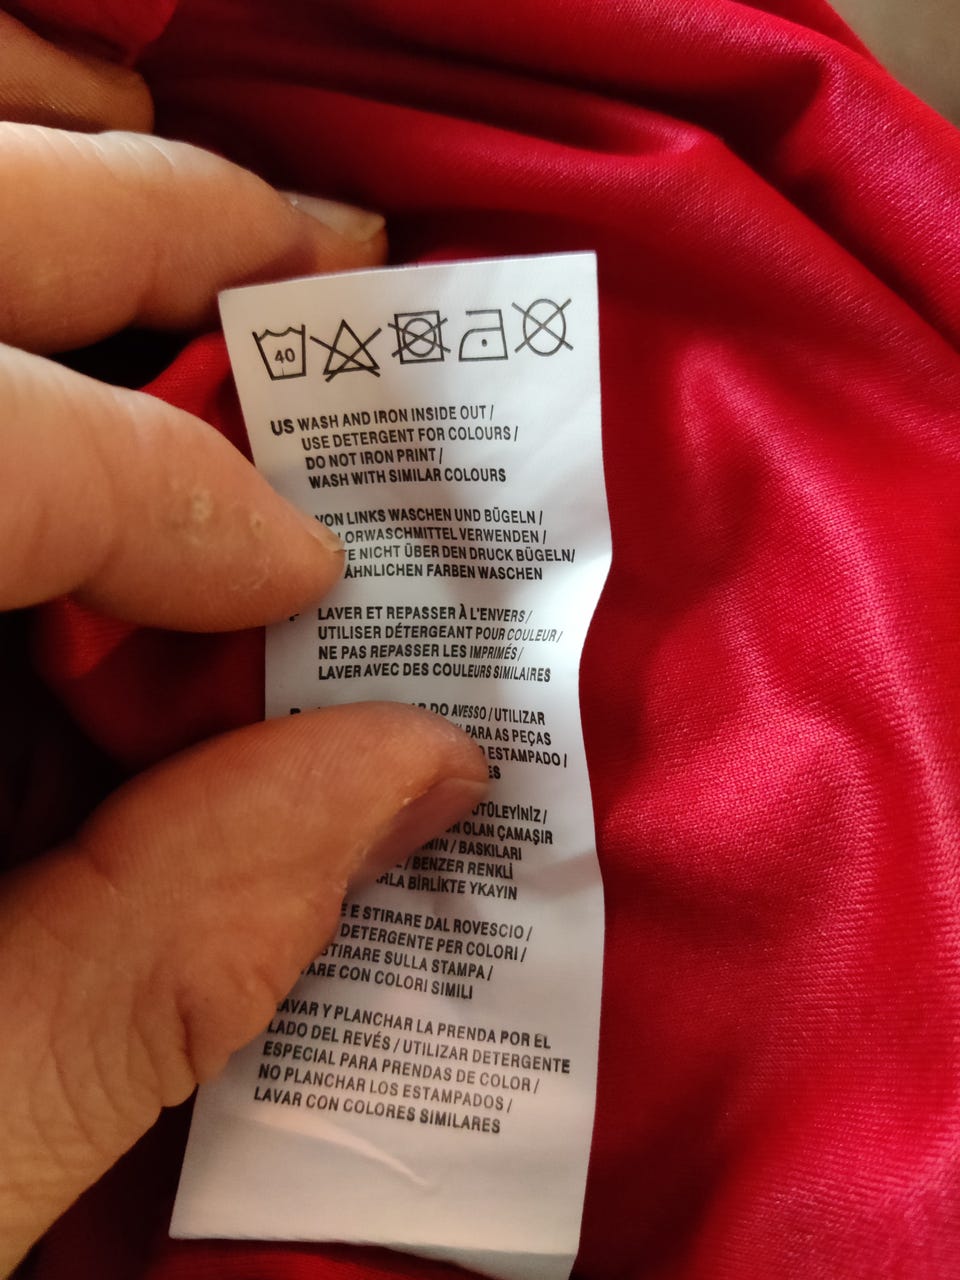 40
US WASH AND IRON INSIDE OUT /
USE DETERGENT FOR COLOURS /
DO NOT IRON PRINT /
WASH WITH SIMILAR COLOURS
VON LINKS WASCHEN UND BÜGELN /
VERWENDEN /
NICHT ÜBER DEN DRUCK BÜGELN/
ÄHNLICHEN FARBEN WASCHEN
LAVER ET REPASSER À L'ENVERS /
UTILISER DÉTERGEANT POUR COULEUR /
NE PAS REPASSER LES IMPRIMÉS /
LAVER AVEC DES COULEURS SIMILAIRES
DO AVESSO / UTILIZAR
PARA AS PEÇAS
ESTAMPADO /
OLAN ÇAMAŞIR
/ BASKILARI
/ BENZER RENKLİ
BİRLİKTE YKAYIN
E STIRARE DAL ROVESCIO /
DETERGENTE PER COLORI /
STIRARE SULLA STAMPA /
CON COLORI SIMILI
LAVAR Y PLANCHAR LA PRENDA POR EL
LADO DEL REVÉS / UTILIZAR DETERGENTE
ESPECIAL PARA PRENDAS DE COLOR /
NO PLANCHAR LOS ESTAMPADOS /
LAVAR CON COLORES SIMILARES